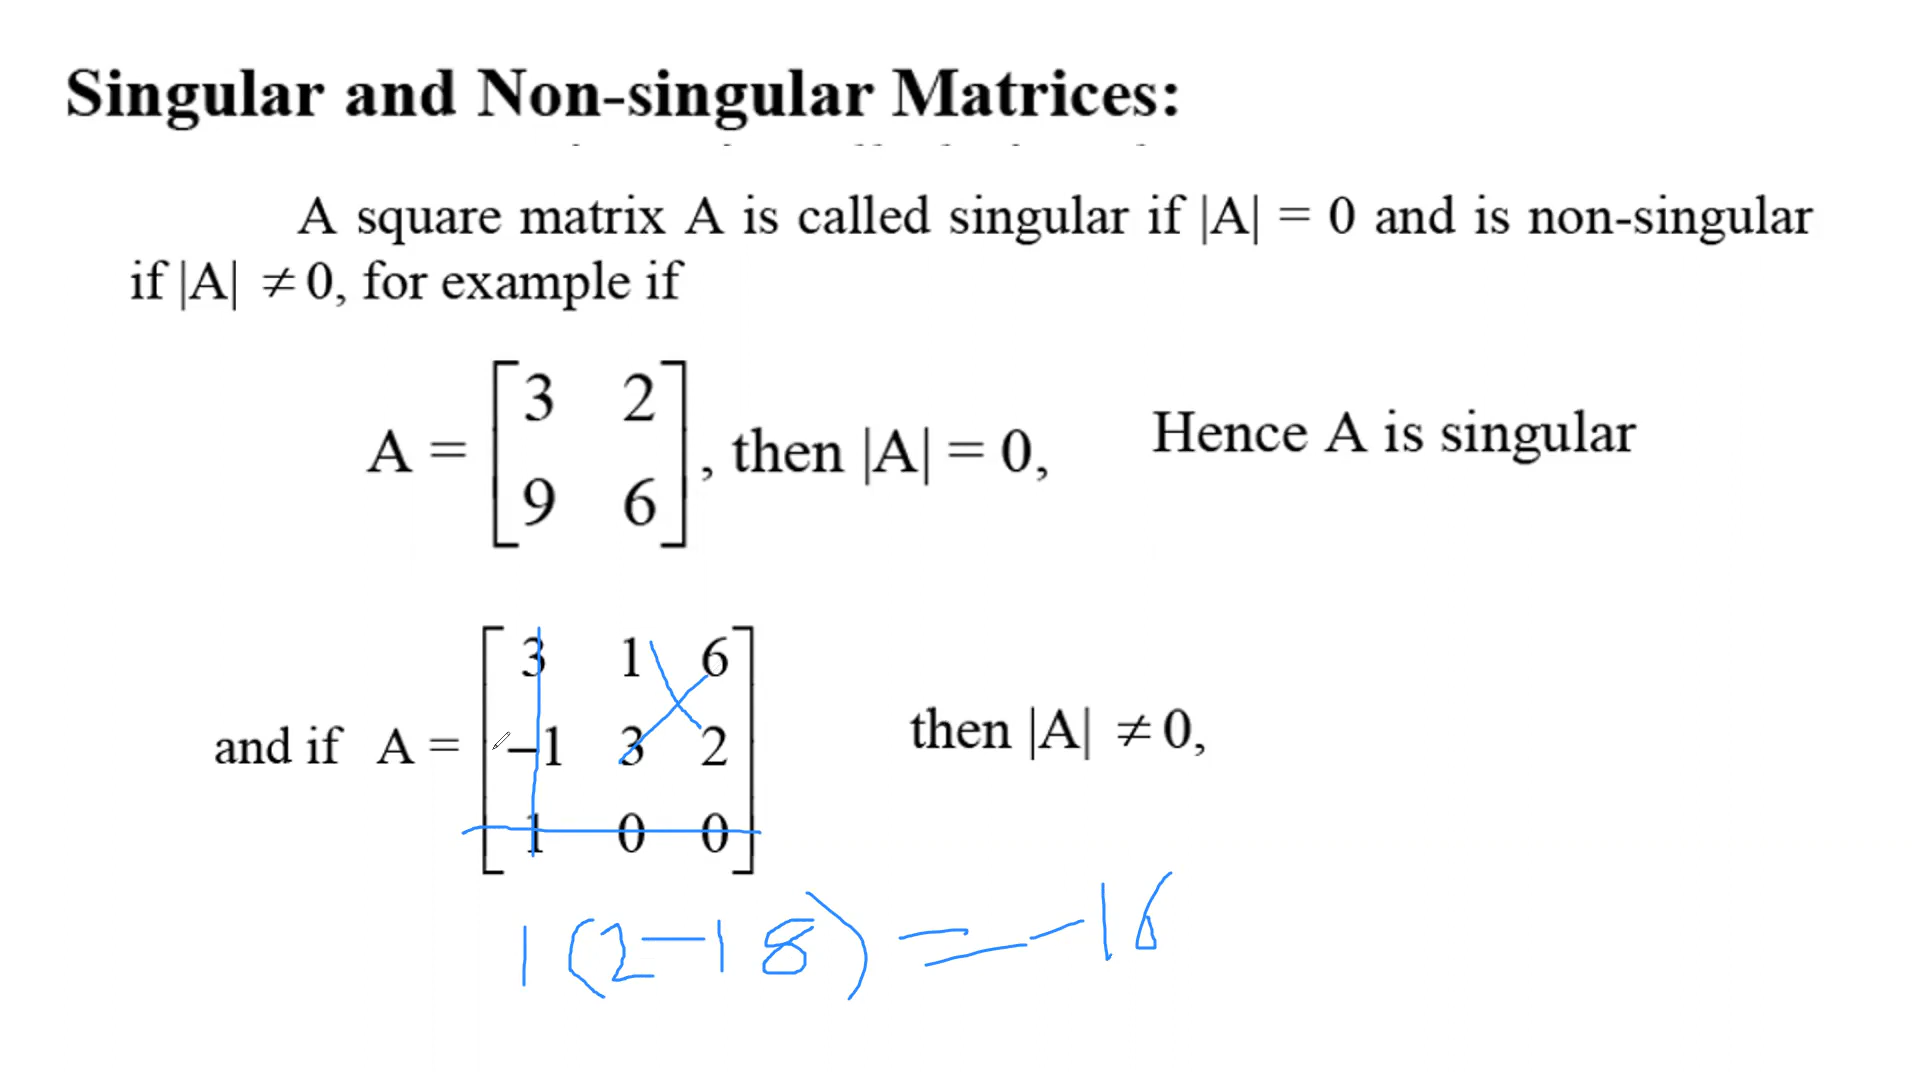 Singular and Non-singular Matrices:
A square matrix A is called singular if |A| = 0 and is non-singular
if |A| ≠ 0, for example if
A = [3 2
9 6], then |A| = 0, Hence A is singular
and if A = [3 1 6
–1 3 2
1 0 0] then |A| ≠ 0,
1(2-18) = -16